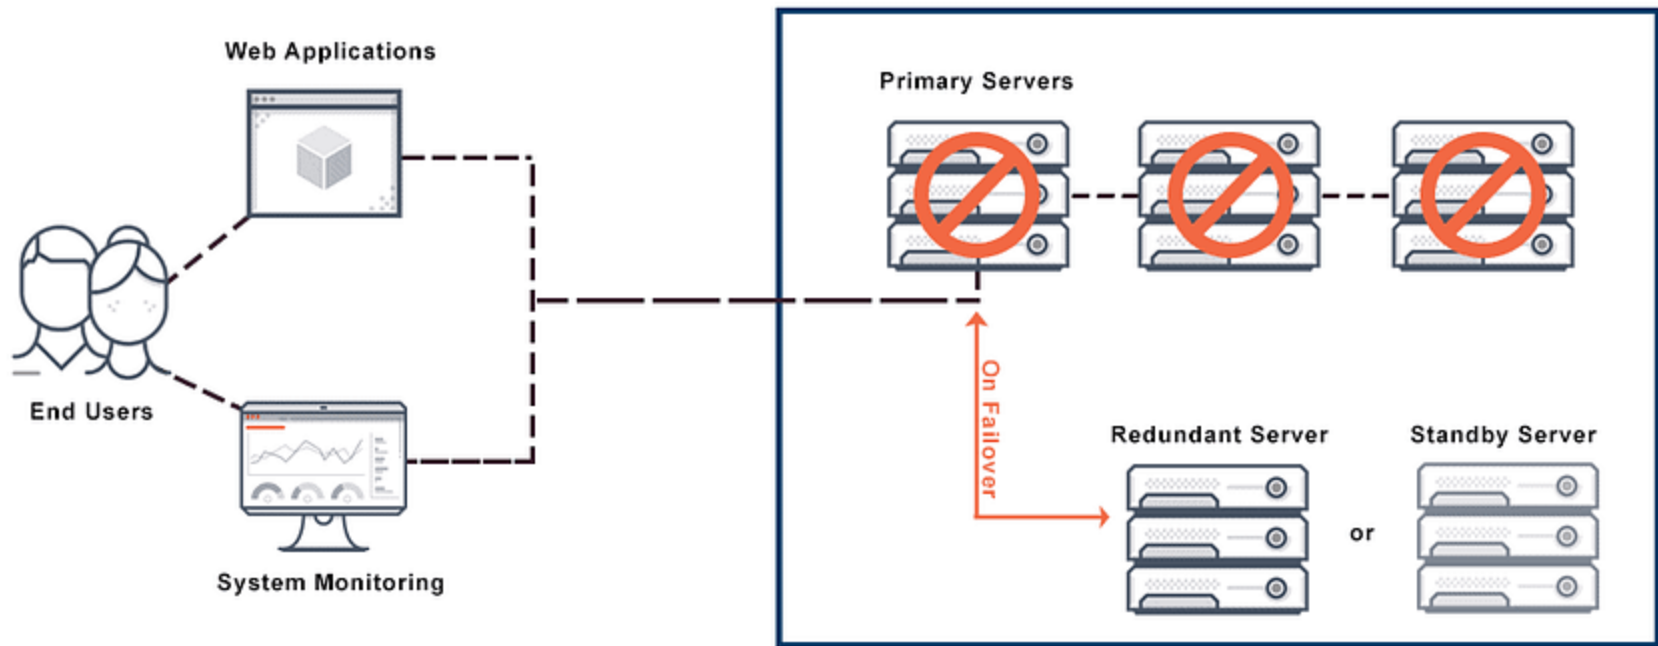 Web Applications
Primary Servers
End Users
On Failover
Redundant Server
Standby Server
or
System Monitoring